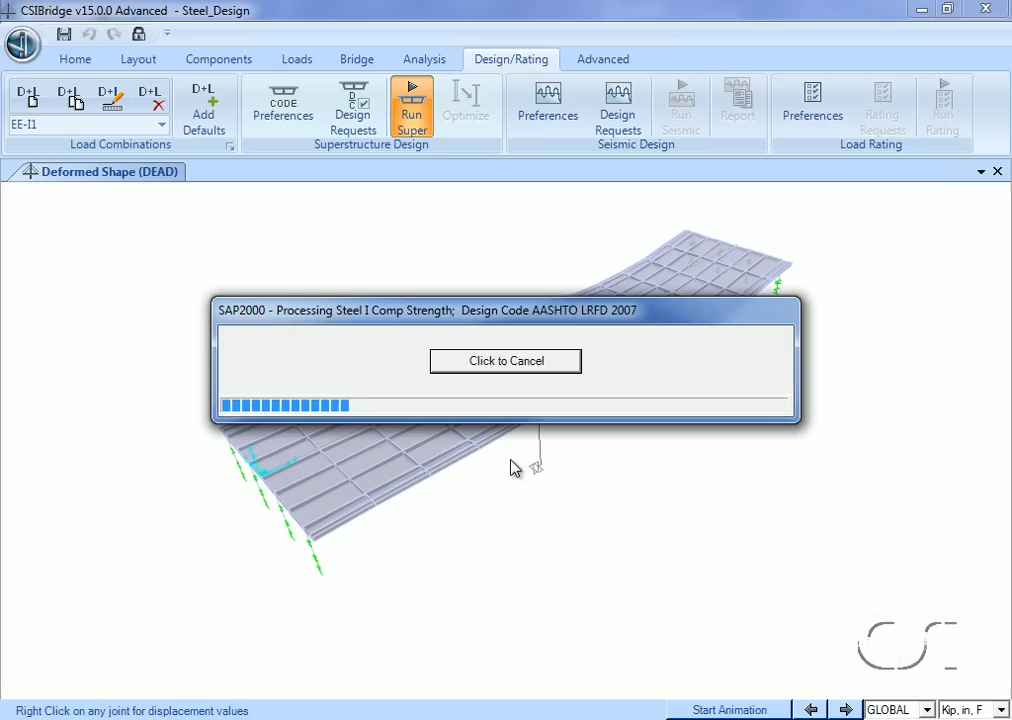 CSIBridge v15.0.0 Advanced - Steel_Design
Home Layout Components Loads Bridge Analysis Design/Rating Advanced
D+L D+L D+L D+L
EE-I1
Load Combinations
D+L
Add
Defaults
CODE
Preferences
D
C
Design
Requests
Run
Super
Optimize
Superstructure Design
Preferences
Design
Requests
Run
Seismic
Report
Seismic Design
Preferences
Rating
Requests
Run
Rating
Load Rating
Deformed Shape (DEAD)
SAP2000 - Processing Steel I Comp Strength; Design Code AASHTO LRFD 2007
Click to Cancel
CSI
Right Click on any joint for displacement values
Start Animation
GLOBAL
Kip, in, F